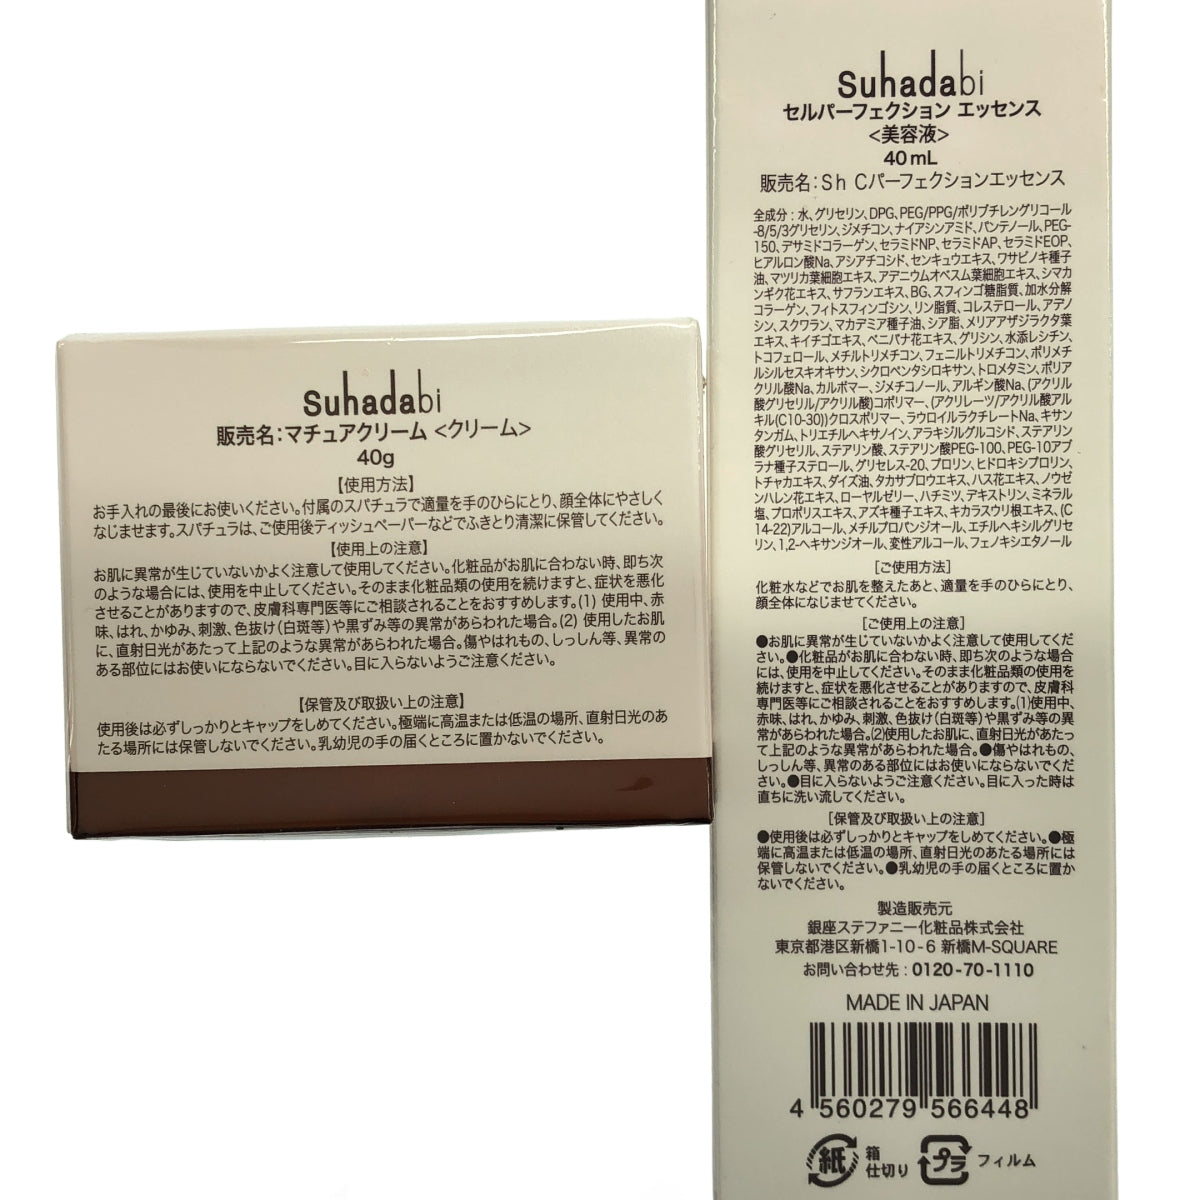 suhadabi
販売名:マチュアクリーム <クリーム>
40g
【使用方法】
お手入れの最後にお使いください。付属のスパチュラで適量を手のひらにとり、顔全体にやさしく
なじませます。スパチュラは、ご使用後ティッシュペーパーなどでふきとり清潔に保管してください。
【使用上の注意】
お肌に異常が生じていないかよく注意して使用してください。化粧品がお肌に合わない時、即ち次
のような場合には、使用を中止してください。そのまま化粧品類の使用を続けますと、症状を悪化
させることがありますので、皮膚科専門医等にご相談されることをおすすめします。(1) 使用中、赤
味、はれ、かゆみ、刺激、色抜け(白斑等)や黒ずみ等の異常があらわれた場合。(2) 使用したお肌
に、直射日光があたって上記のような異常があらわれた場合。傷やはれもの、しっしん等、異常の
ある部位にはお使いにならないでください。目に入らないようご注意ください。
【保管及び取扱い上の注意】
使用後は必ずしっかりとキャップをしめてください。極端に高温または低温の場所、直射日光のあ
たる場所には保管しないでください。乳幼児の手の届くところに置かないでください。
suhadabi
セルパーフェクション エッセンス
<美容液>
40mL
販売名:Sh Cパーフェクションエッセンス
全成分:水、グリセリン、DPG、PEG/PPG/ポリブチレングリコール
-8/5/3グリセリン、ジメチコン、ナイアシンアミド、パンテノール、PEG-
150、デサミドコラーゲン、セラミドNP、セラミドAP、セラミドEOP、
ヒアルロン酸Na、アシアチコシド、センキュウエキス、ワサビノキ種子
油、マツリカ葉細胞エキス、アデニウムオベスム葉細胞エキス、シマカ
ンギク花エキス、サフランエキス、BG、スフィンゴ糖脂質、加水分解
コラーゲン、フィトスフィンゴシン、リン脂質、コレステロール、アデノ
シン、スクワラン、マカデミア種子油、シア脂、メリアアザジラクタ葉
エキス、キイチゴエキス、ベニバナ花エキス、グリシン、水添レシチン、
トコフェロール、メチルトリメチコン、フェニルトリメチコン、ポリメチ
ルシルセスキオキサン、シクロペンタシロキサン、トロメタミン、ポリア
クリル酸Na、カルボマー、ジメチコノール、アルギン酸Na、(アクリル
酸グリセリル/アクリル酸)コポリマー、(アクリレーツ/アクリル酸アル
キル(C10-30))クロスポリマー、ラウロイルラクチレートNa、キサン
タンガム、トリエチルヘキサノイン、アラキジルグルコシド、ステアリン
酸グリセリル、ステアリン酸、ステアリン酸PEG-100、PEG-10アブ
ラナ種子ステロール、グリセレス-20、プロリン、ヒドロキシプロリン、
トチャカエキス、ダイズ油、タカサブロウエキス、ハス花エキス、ノウゼ
ンハレン花エキス、ローヤルゼリー、ハチミツ、デキストリン、ミネラル
塩、プロポリスエキス、アズキ種子エキス、キカラスウリ根エキス、(C
14-22)アルコール、メチルプロパンジオール、エチルヘキシルグリセ
リン、1,2-ヘキサンジオール、変性アルコール、フェノキシエタノール
[ご使用方法]
化粧水などでお肌を整えたあと、適量を手のひらにとり、
顔全体になじませてください。
[ご使用上の注意]
●お肌に異常が生じていないかよく注意して使用してくだ
さい。●化粧品がお肌に合わない時、即ち次のような場合
には、使用を中止してください。そのまま化粧品類の使用を
続けますと、症状を悪化させることがありますので、皮膚科
専門医等にご相談されることをおすすめします。(1)使用中、
赤味、はれ、かゆみ、刺激、色抜け(白斑等)や黒ずみ等の異
常があらわれた場合。(2)使用したお肌に、直射日光があたっ
て上記のような異常があらわれた場合。●傷やはれもの、
しっしん等、異常のある部位にはお使いにならないでくだ
さい。●目に入らないようご注意ください。目に入った時は
直ちに洗い流してください。
[保管及び取扱い上の注意]
●使用後は必ずしっかりとキャップをしめてください。●極
端に高温または低温の場所、直射日光のあたる場所には
保管しないでください。●乳幼児の手の届くところに置か
ないでください。
製造販売元
銀座ステファニー化粧品株式会社
東京都港区新橋1-10-6 新橋M-SQUARE
お問い合わせ先:0120-70-1110
MADE IN JAPAN
4 560279 566448
紙 箱 仕切り プラ フィルム